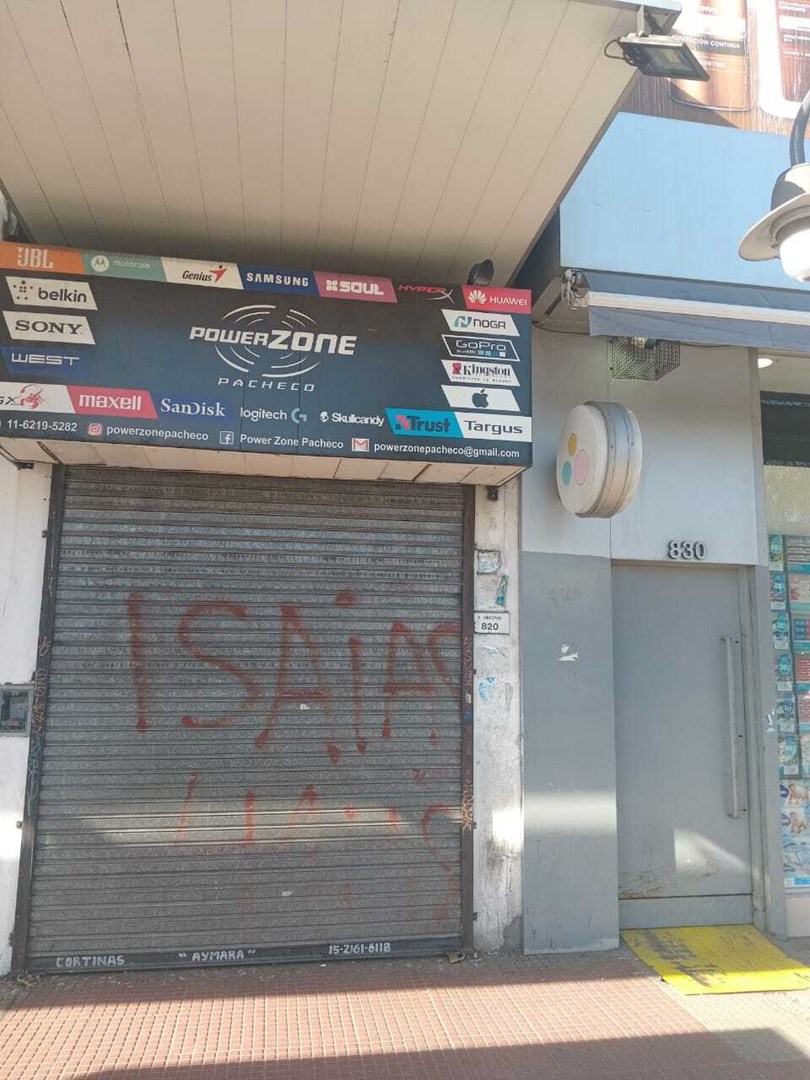 JBL motorola Genius SAMSUNG SOUL HYPERX HUAWEI
belkin
SONY
WEST
POWERZONE
PACHECO
NOGA
GoPro
Kingston
maxell SanDisk logitech G Skullcandy Trust Targus
11-6219-5282 powerzonepacheco Power Zone Pacheco powerzonepacheco@gmail.com
830
820
ISAIAS
CORTINAS "AYMARA" 15-2161-6118